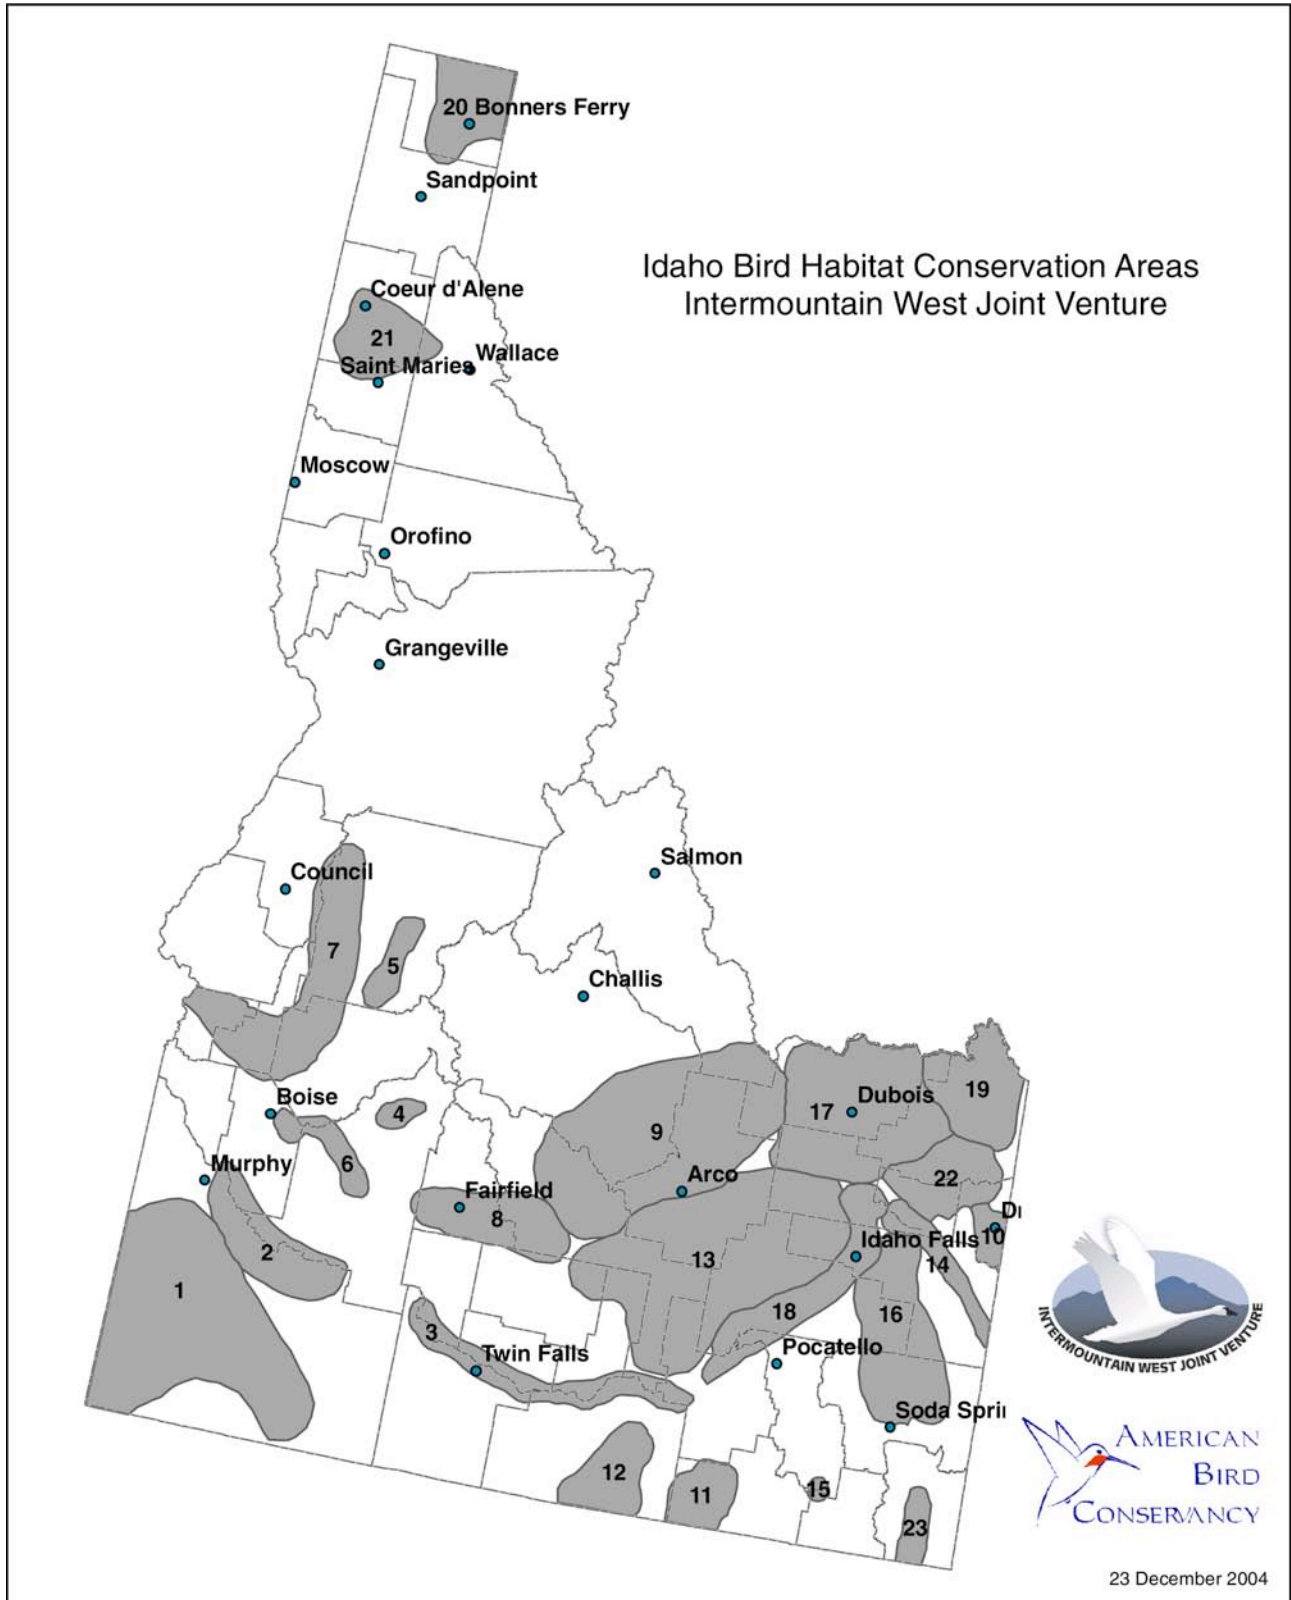 20 Bonners Ferry
Sandpoint
Idaho Bird Habitat Conservation Areas
Intermountain West Joint Venture
Coeur d'Alene
21
Saint Maries
Wallace
Moscow
Orofino
Grangeville
Salmon
Council
7
5
Challis
Boise
4
Dubois
17
19
9
6
Murphy
Arco
22
Fairfield
8
Di
10
Idaho Falls
14
2
13
1
18
16
3
Twin Falls
Pocatello
INTERMOUNTAIN WEST JOINT VENTURE
Soda Sprii
AMERICAN
BIRD
CONSERVANCY
12
11
15
23
23 December 2004